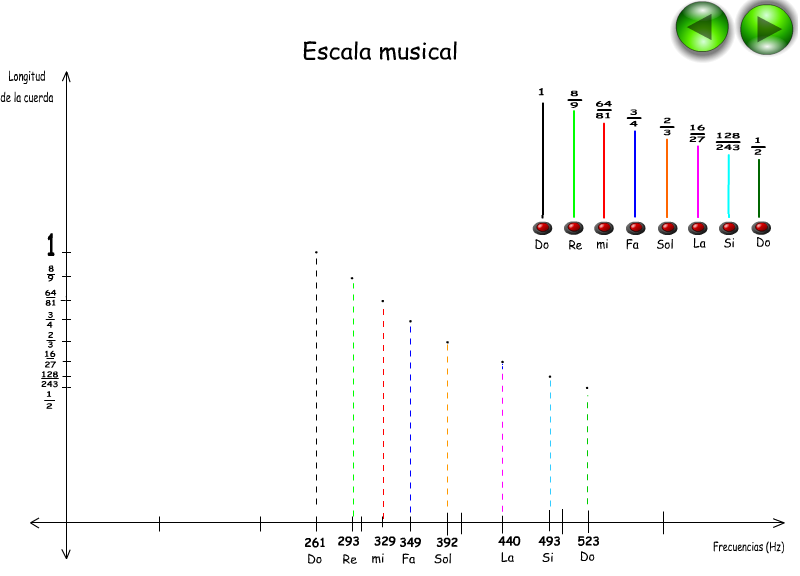 Escala musical
Longitud
de la cuerda
1
8/9
64/81
3/4
2/3
16/27
128/243
1/2
Do Re mi Fa Sol La Si Do
1
8/9
64/81
3/4
2/3
16/27
128/243
1/2
261 293 329 349 392 440 493 523
Do Re mi Fa Sol La Si Do
Frecuencias (Hz)